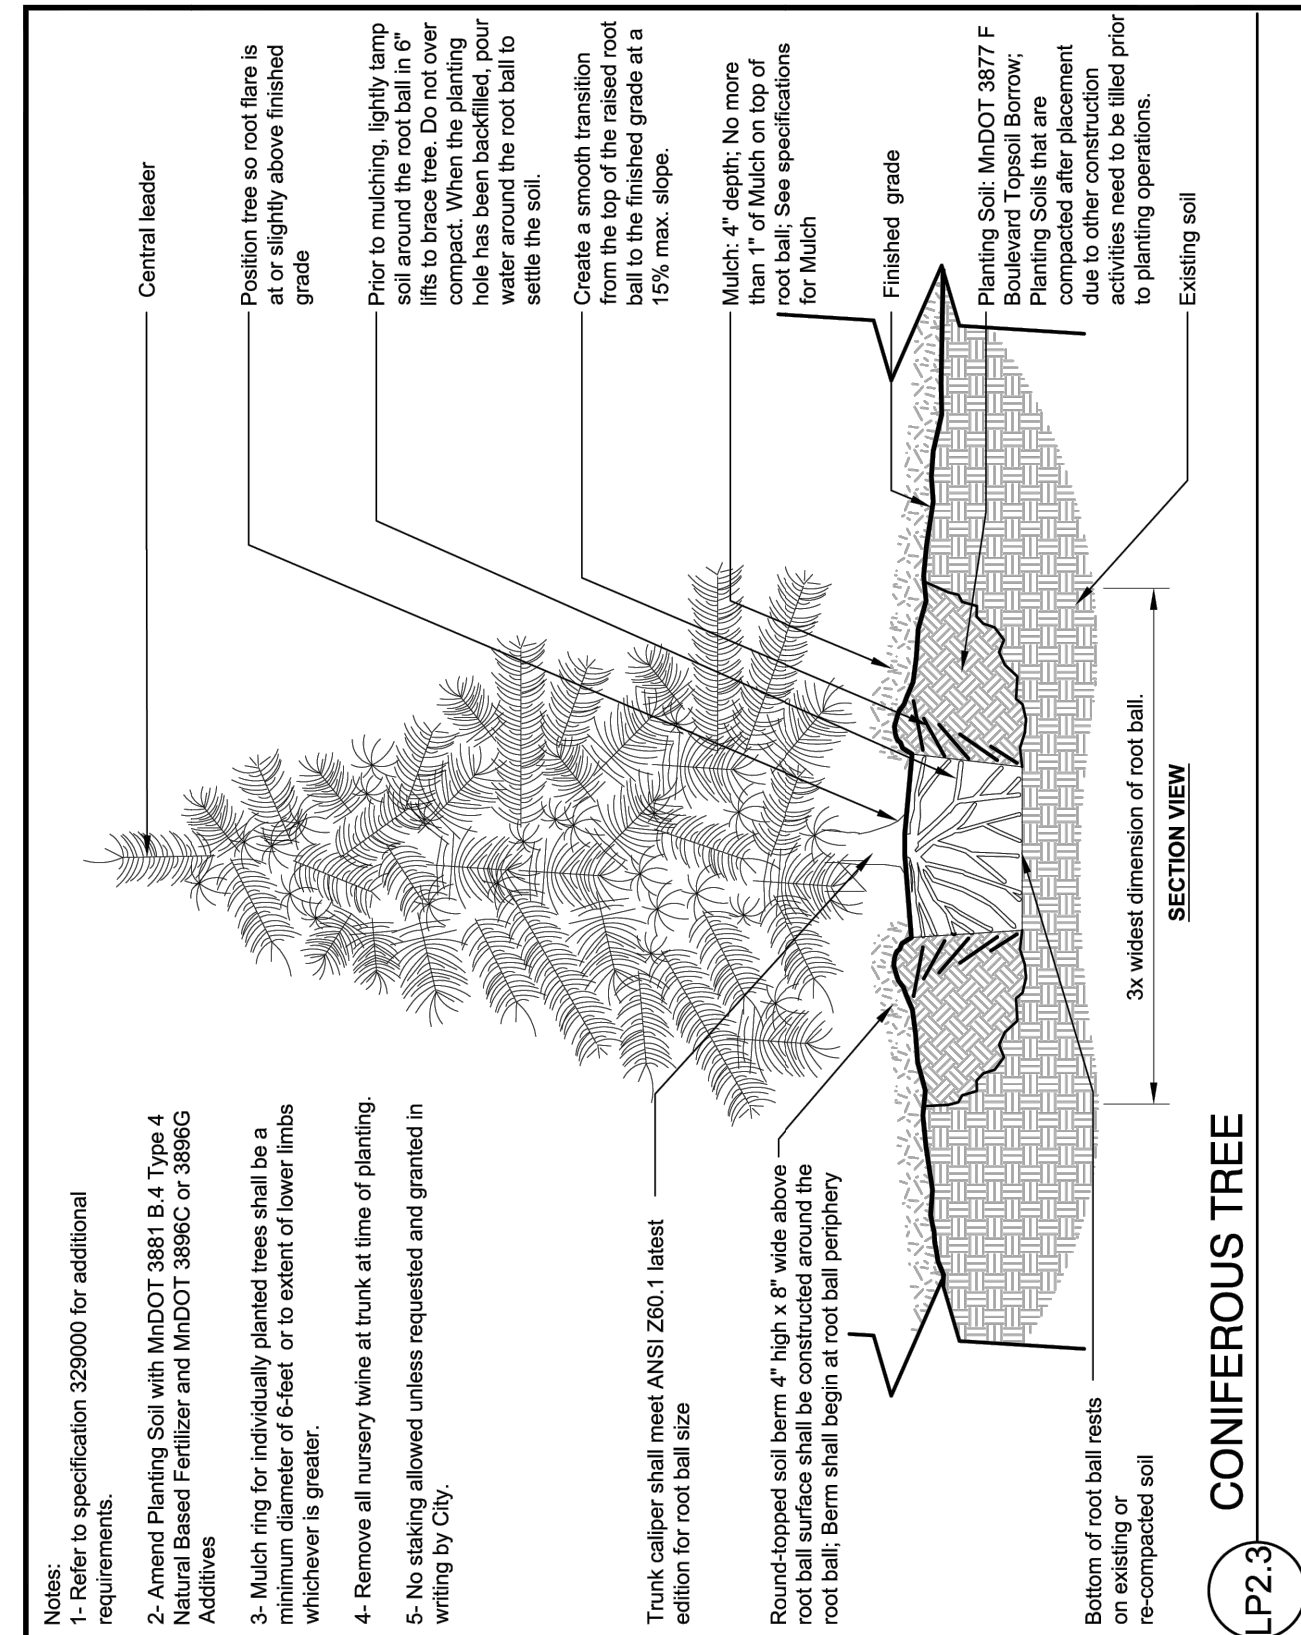 Notes:
1- Refer to specification 329000 for additional
requirements.
2- Amend Planting Soil with MnDOT 3881 B.4 Type 4
Natural Based Fertilizer and MnDOT 3896C or 3896G
Additives
3- Mulch ring for individually planted trees shall be a
minimum diameter of 6-feet or to extent of lower limbs
whichever is greater.
4- Remove all nursery twine at trunk at time of planting.
5- No staking allowed unless requested and granted in
writing by City.
Trunk caliper shall meet ANSI Z60.1 latest
edition for root ball size
Round-topped soil berm 4" high x 8" wide above
root ball surface shall be constructed around the
root ball; Berm shall begin at root ball periphery
Bottom of root ball rests
on existing or
re-compacted soil
Central leader
Position tree so root flare is
at or slightly above finished
grade
Prior to mulching, lightly tamp
soil around the root ball in 6"
lifts to brace tree. Do not over
compact. When the planting
hole has been backfilled, pour
water around the root ball to
settle the soil.
Create a smooth transition
from the top of the raised root
ball to the finished grade at a
15% max. slope.
Mulch: 4" depth; No more
than 1" of Mulch on top of
root ball; See specifications
for Mulch
Finished grade
Planting Soil: MnDOT 3877 F
Boulevard Topsoil Borrow;
Planting Soils that are
compacted after placement
due to other construction
activities need to be tilled prior
to planting operations.
Existing soil
3x widest dimension of root ball.
SECTION VIEW
LP2.3
CONIFEROUS TREE